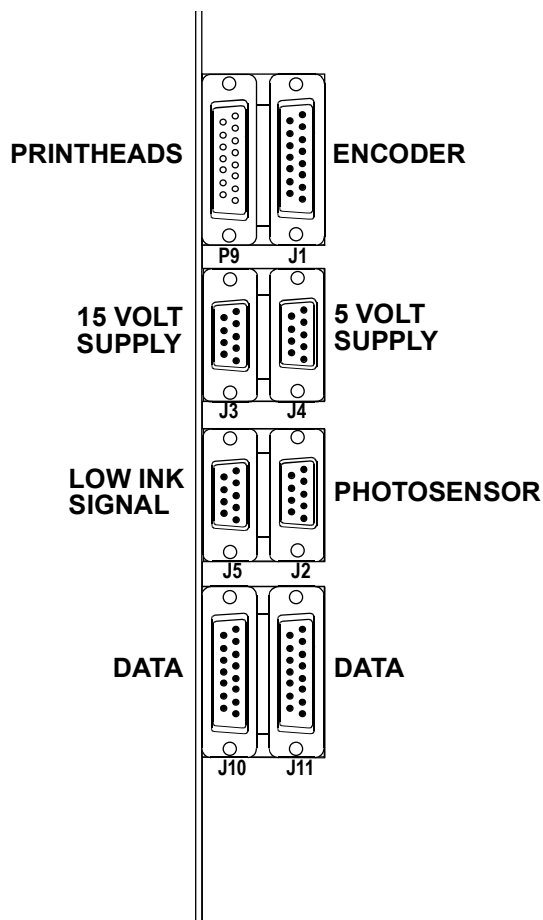 PRINTHEADS
ENCODER
P9
J1
15 VOLT
SUPPLY
5 VOLT
SUPPLY
J3
J4
LOW INK
SIGNAL
PHOTOSENSOR
J5
J2
DATA
DATA
J10
J11